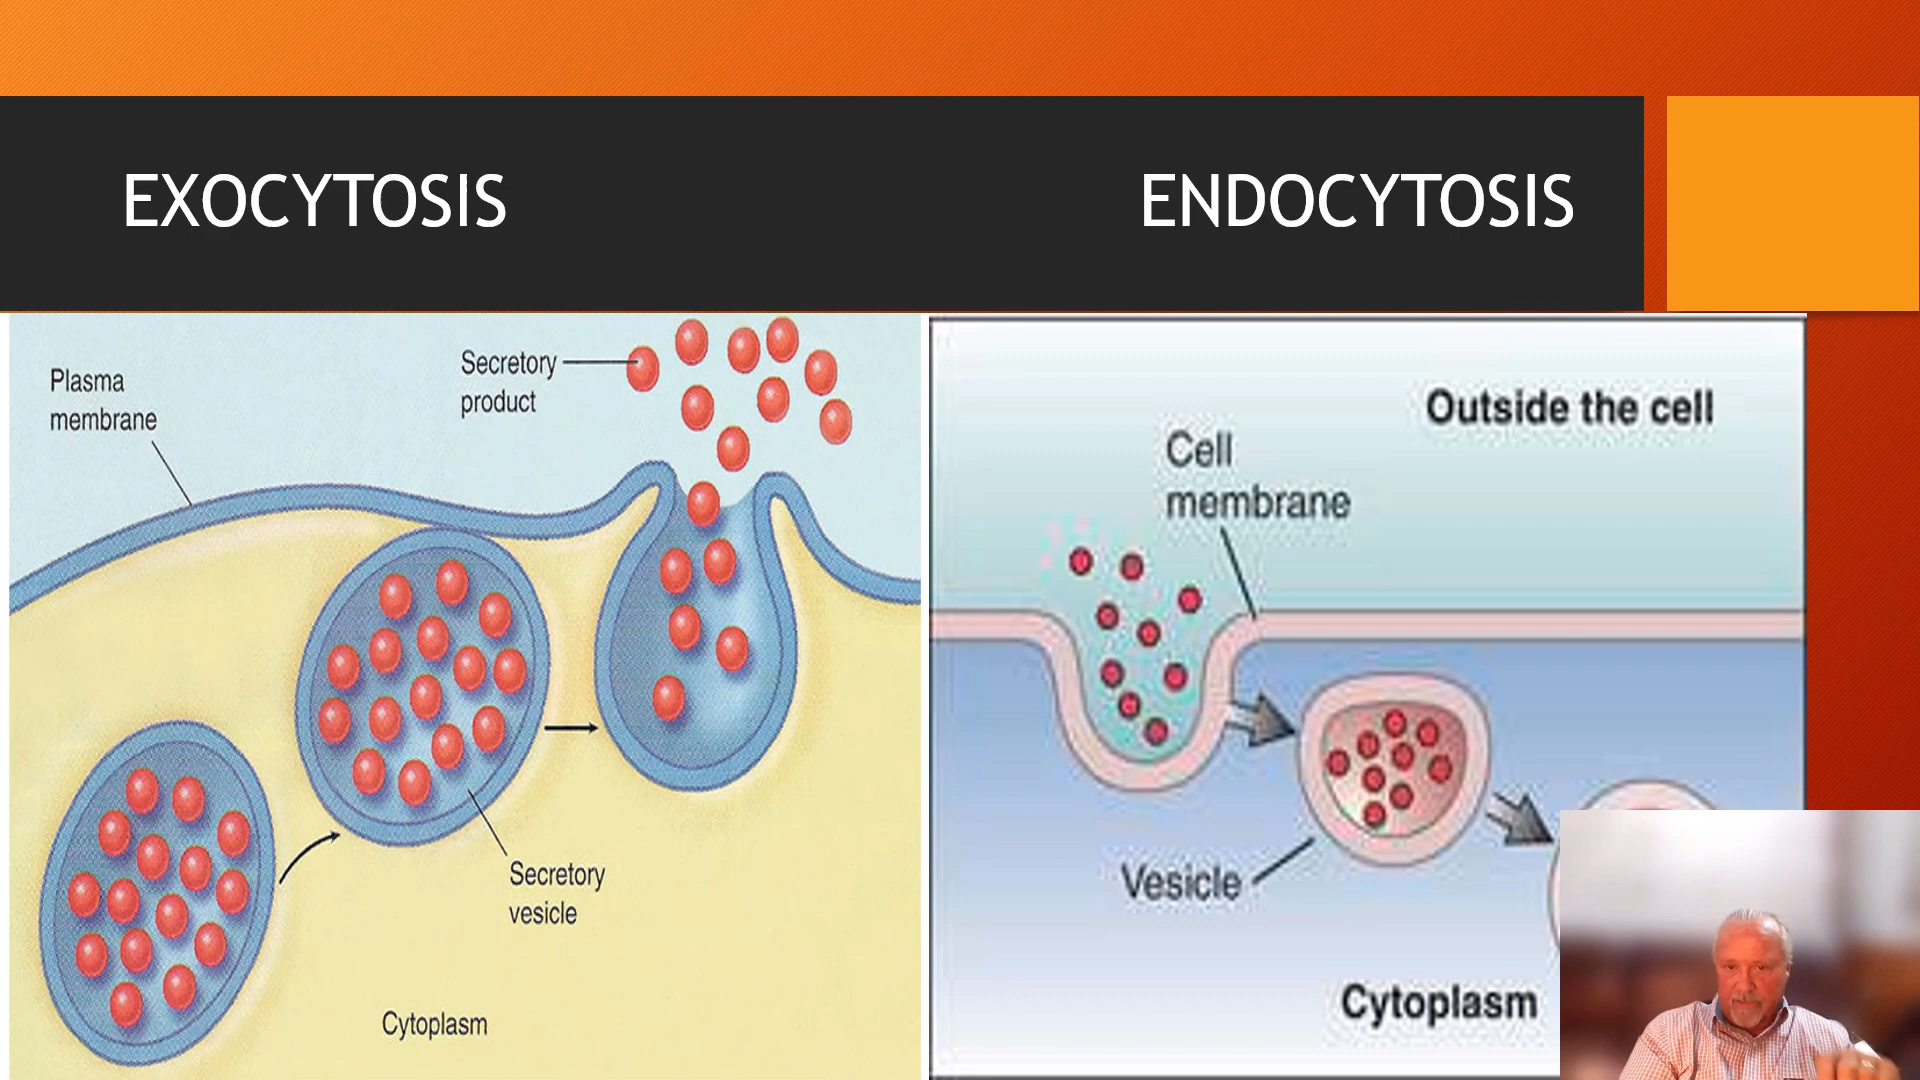 EXOCYTOSIS
ENDOCYTOSIS
Plasma
membrane
Secretory
product
Secretory
vesicle
Cytoplasm
Outside the cell
Cell
membrane
Vesicle
Cytoplasm